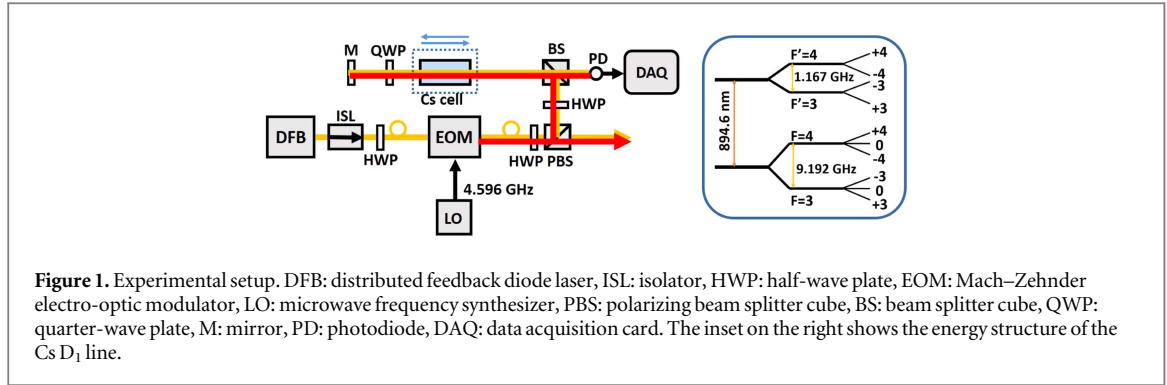 M QWP BS PD
DAQ
Cs cell
HWP
ISL
DFB EOM
HWP HWP PBS
4.596 GHz
LO
F'=4
+4
-4
1.167 GHz
-3
F'=3
+3
894.6 nm
F=4
+4
0
-4
9.192 GHz
-3
0
F=3
+3
Figure 1. Experimental setup. DFB: distributed feedback diode laser, ISL: isolator, HWP: half-wave plate, EOM: Mach–Zehnder
electro-optic modulator, LO: microwave frequency synthesizer, PBS: polarizing beam splitter cube, BS: beam splitter cube, QWP:
quarter-wave plate, M: mirror, PD: photodiode, DAQ: data acquisition card. The inset on the right shows the energy structure of the
Cs D₁ line.